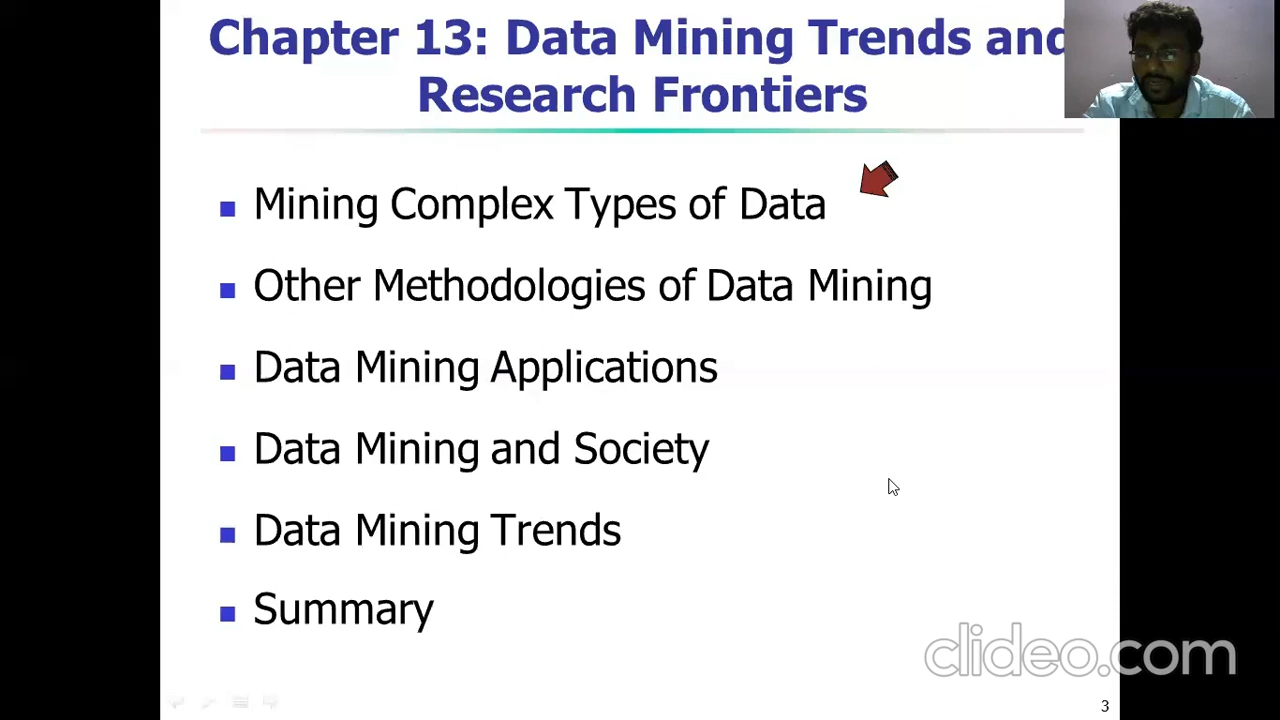 Chapter 13: Data Mining Trends and
Research Frontiers
Mining Complex Types of Data
Other Methodologies of Data Mining
Data Mining Applications
Data Mining and Society
Data Mining Trends
Summary
clideo.com
3